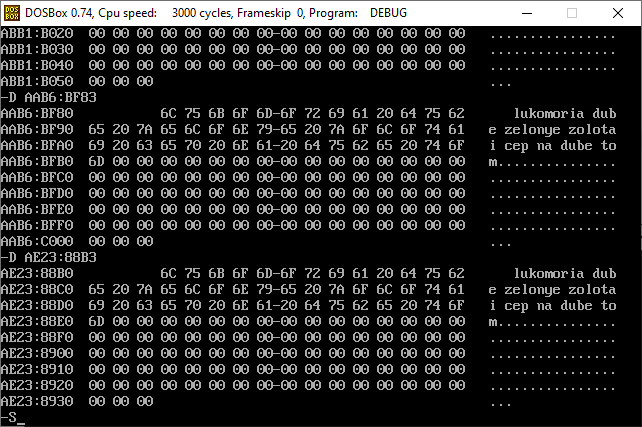 DOS BOX DOSBox 0.74, Cpu speed: 3000 cycles, Frameskip 0, Program: DEBUG
ABB1:B020 00 00 00 00 00 00 00 00-00 00 00 00 00 00 00 00 ................
ABB1:B030 00 00 00 00 00 00 00 00-00 00 00 00 00 00 00 00 ................
ABB1:B040 00 00 00 00 00 00 00 00-00 00 00 00 00 00 00 00 ................
ABB1:B050 00 00 00 ...
-D AAB6:BF83
AAB6:BF80 6C 75 6B 6F 6D-6F 72 69 61 20 64 75 62 lukomoria dub
AAB6:BF90 65 20 7A 65 6C 6F 6E 79-65 20 7A 6F 6C 6F 74 61 e zelonye zolota
AAB6:BFA0 69 20 63 65 70 20 6E 61-20 64 75 62 65 20 74 6F i cep na dube to
AAB6:BFB0 6D 00 00 00 00 00 00 00-00 00 00 00 00 00 00 00 m...............
AAB6:BFC0 00 00 00 00 00 00 00 00-00 00 00 00 00 00 00 00 ................
AAB6:BFD0 00 00 00 00 00 00 00 00-00 00 00 00 00 00 00 00 ................
AAB6:BFE0 00 00 00 00 00 00 00 00-00 00 00 00 00 00 00 00 ................
AAB6:BFF0 00 00 00 00 00 00 00 00-00 00 00 00 00 00 00 00 ................
AAB6:C000 00 00 00 ...
-D AE23:88B3
AE23:88B0 6C 75 6B 6F 6D-6F 72 69 61 20 64 75 62 lukomoria dub
AE23:88C0 65 20 7A 65 6C 6F 6E 79-65 20 7A 6F 6C 6F 74 61 e zelonye zolota
AE23:88D0 69 20 63 65 70 20 6E 61-20 64 75 62 65 20 74 6F i cep na dube to
AE23:88E0 6D 00 00 00 00 00 00 00-00 00 00 00 00 00 00 00 m...............
AE23:88F0 00 00 00 00 00 00 00 00-00 00 00 00 00 00 00 00 ................
AE23:8900 00 00 00 00 00 00 00 00-00 00 00 00 00 00 00 00 ................
AE23:8910 00 00 00 00 00 00 00 00-00 00 00 00 00 00 00 00 ................
AE23:8920 00 00 00 00 00 00 00 00-00 00 00 00 00 00 00 00 ................
AE23:8930 00 00 00 ...
-S_